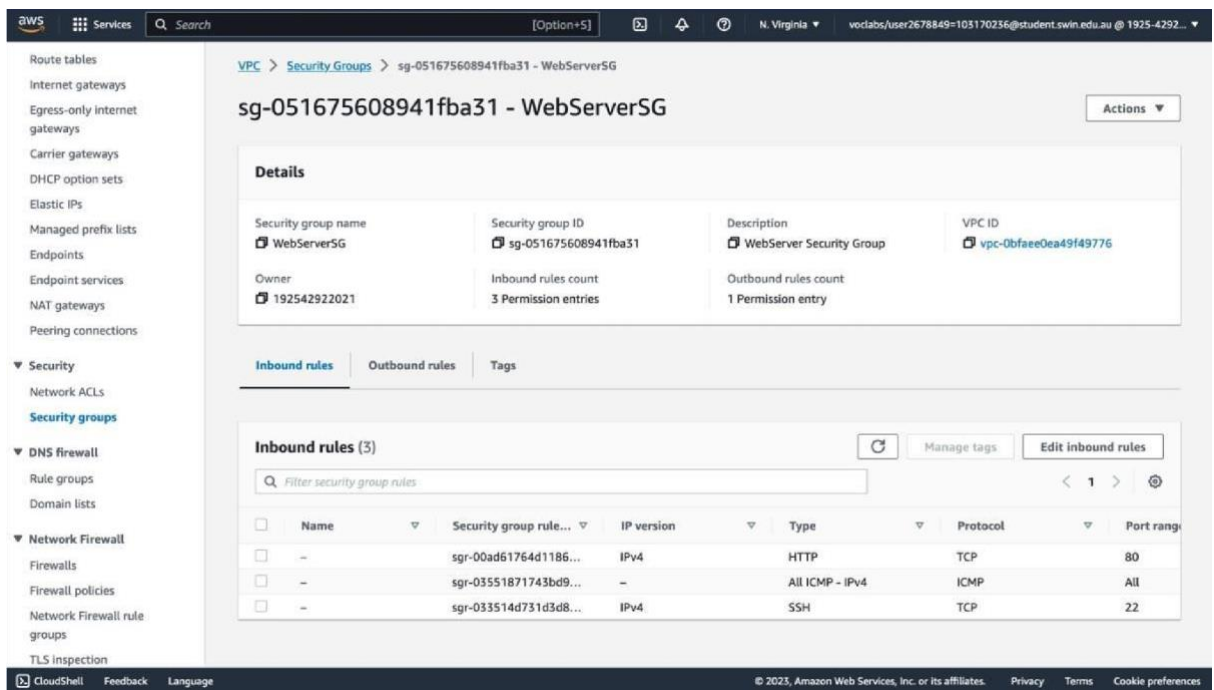 aws
Services
Search
[Option+S]
N. Virginia
voclabs/user2678849=103170236@student.swin.edu.au @ 1925-4292...
Route tables
Internet gateways
Egress-only internet
gateways
Carrier gateways
DHCP option sets
Elastic IPs
Managed prefix lists
Endpoints
Endpoint services
NAT gateways
Peering connections
Security
Network ACLs
Security groups
DNS firewall
Rule groups
Domain lists
Network Firewall
Firewalls
Firewall policies
Network Firewall rule
groups
TLS inspection
VPC > Security Groups > sg-051675608941fba31 - WebServerSG
sg-051675608941fba31 - WebServerSG
Actions
Details
Security group name
WebServerSG
Security group ID
sg-051675608941fba31
Description
WebServer Security Group
VPC ID
vpc-0bfaee0ea49f49776
Owner
192542922021
Inbound rules count
3 Permission entries
Outbound rules count
1 Permission entry
Inbound rules
Outbound rules
Tags
Inbound rules (3)
Manage tags
Edit inbound rules
Filter security group rules
< 1 >
Name Security group rule... IP version Type Protocol Port range
– sgr-00ad61764d1186... IPv4 HTTP TCP 80
– sgr-03551871743bd9... – All ICMP - IPv4 ICMP All
– sgr-033514d731d3d8... IPv4 SSH TCP 22
CloudShell Feedback Language
© 2023, Amazon Web Services, Inc. or its affiliates. Privacy Terms Cookie preferences